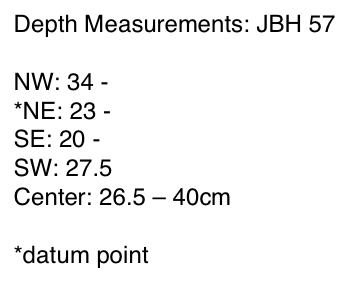 Depth Measurements: JBH 57
NW: 34 -
*NE: 23 -
SE: 20 -
SW: 27.5
Center: 26.5 – 40cm
*datum point